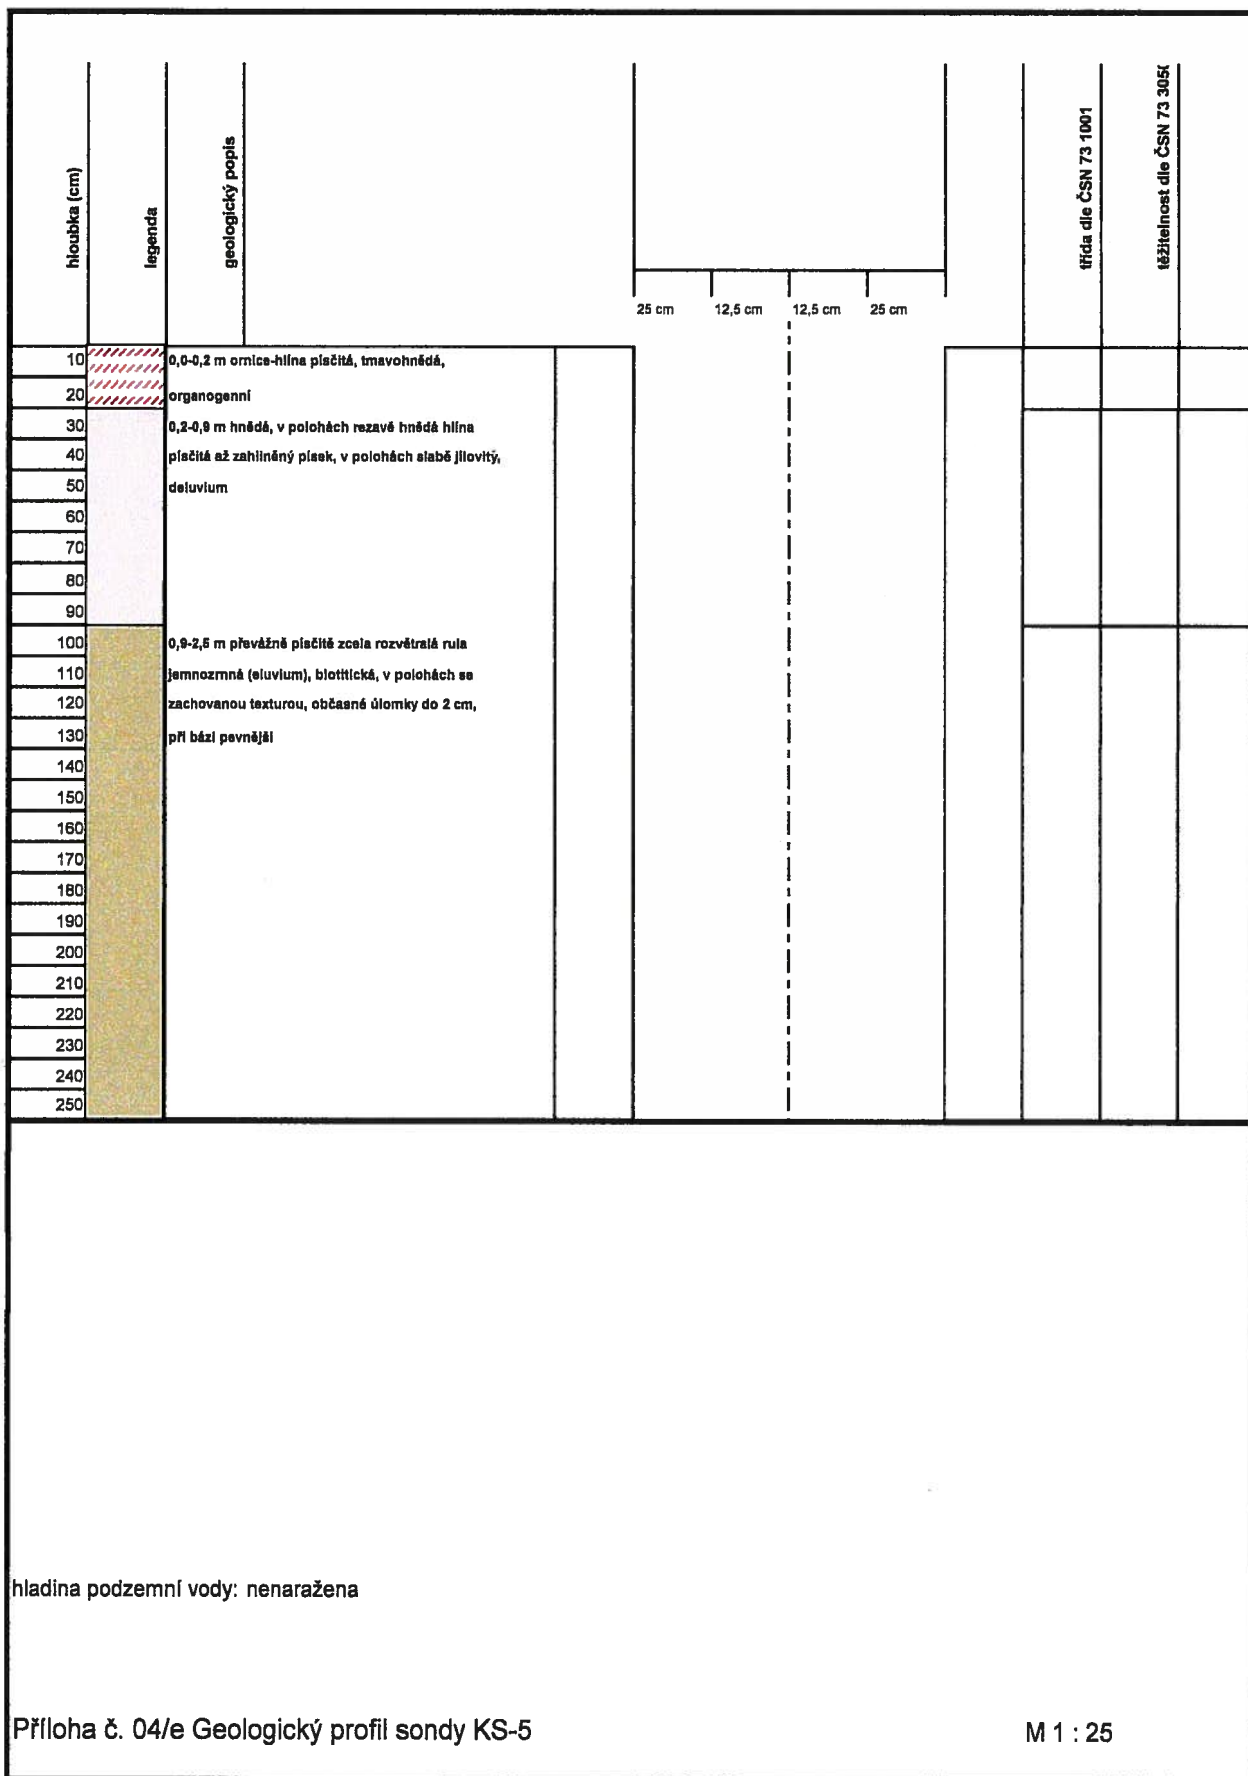 hloubka (cm)
legenda
geologický popis
třída dle ČSN 73 1001
těžitelnost dle ČSN 73 305
25 cm
12,5 cm
12,5 cm
25 cm
10
0,0-0,2 m ornice-hlína písčitá, tmavohnědá,
20
organogenní
30
0,2-0,9 m hnědá, v polohách rezavě hnědá hlína
40
písčitá až zahliněný písek, v polohách slabě jílovitý,
50
deluvium
60
70
80
90
100
0,9-2,5 m převážně písčitě zcela rozvětralá rula
110
jemnozrnná (eluvium), biotitická, v polohách se
120
zachovanou texturou, občasné úlomky do 2 cm,
130
při bázi pevnější
140
150
160
170
180
190
200
210
220
230
240
250
hladina podzemní vody: nenaražena
Příloha č. 04/e Geologický profil sondy KS-5
M 1 : 25